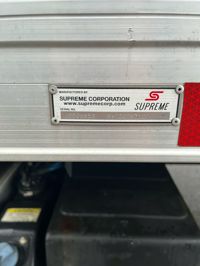 MANUFACTURED BY
SUPREME CORPORATION
www.supremecorp.com
SERIAL NO.
SUPREME